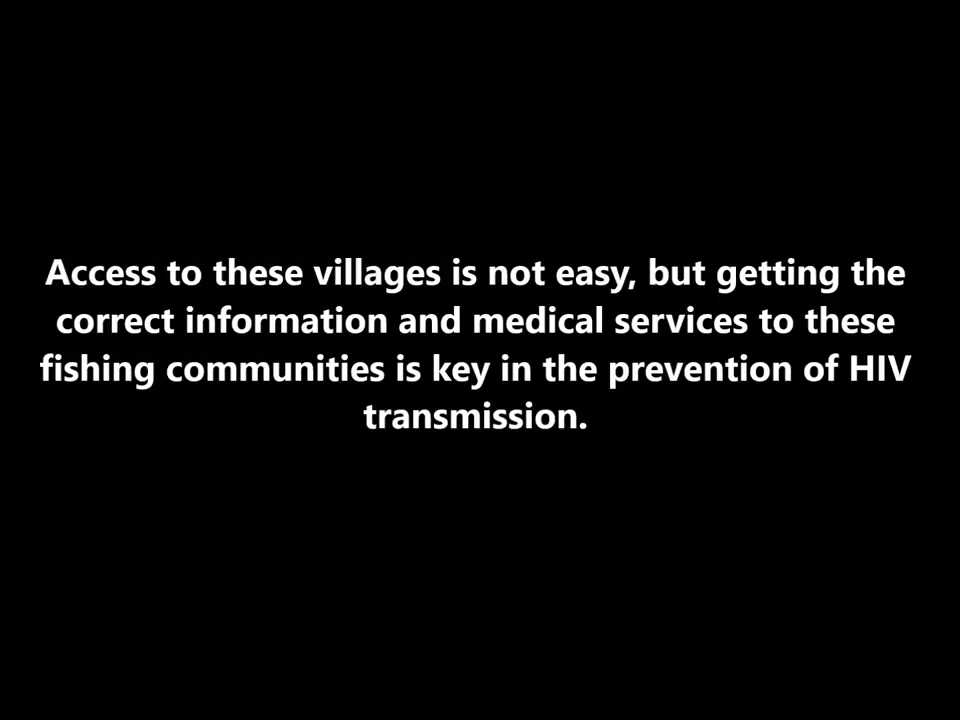 Access to these villages is not easy, but getting the
correct information and medical services to these
fishing communities is key in the prevention of HIV
transmission.